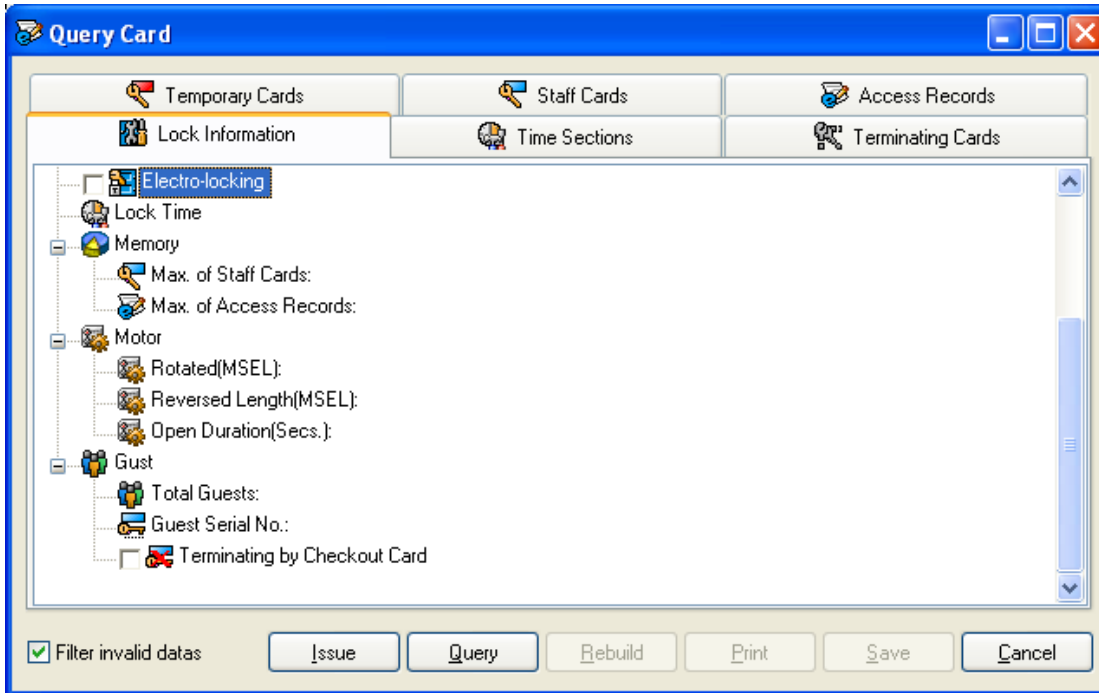 Query Card
Temporary Cards
Staff Cards
Access Records
Lock Information
Time Sections
Terminating Cards
Electro-locking
Lock Time
Memory
Max. of Staff Cards:
Max. of Access Records:
Motor
Rotated(MSEL):
Reversed Length(MSEL):
Open Duration(Secs.):
Gust
Total Guests:
Guest Serial No.:
Terminating by Checkout Card
Filter invalid datas
Issue
Query
Rebuild
Print
Save
Cancel